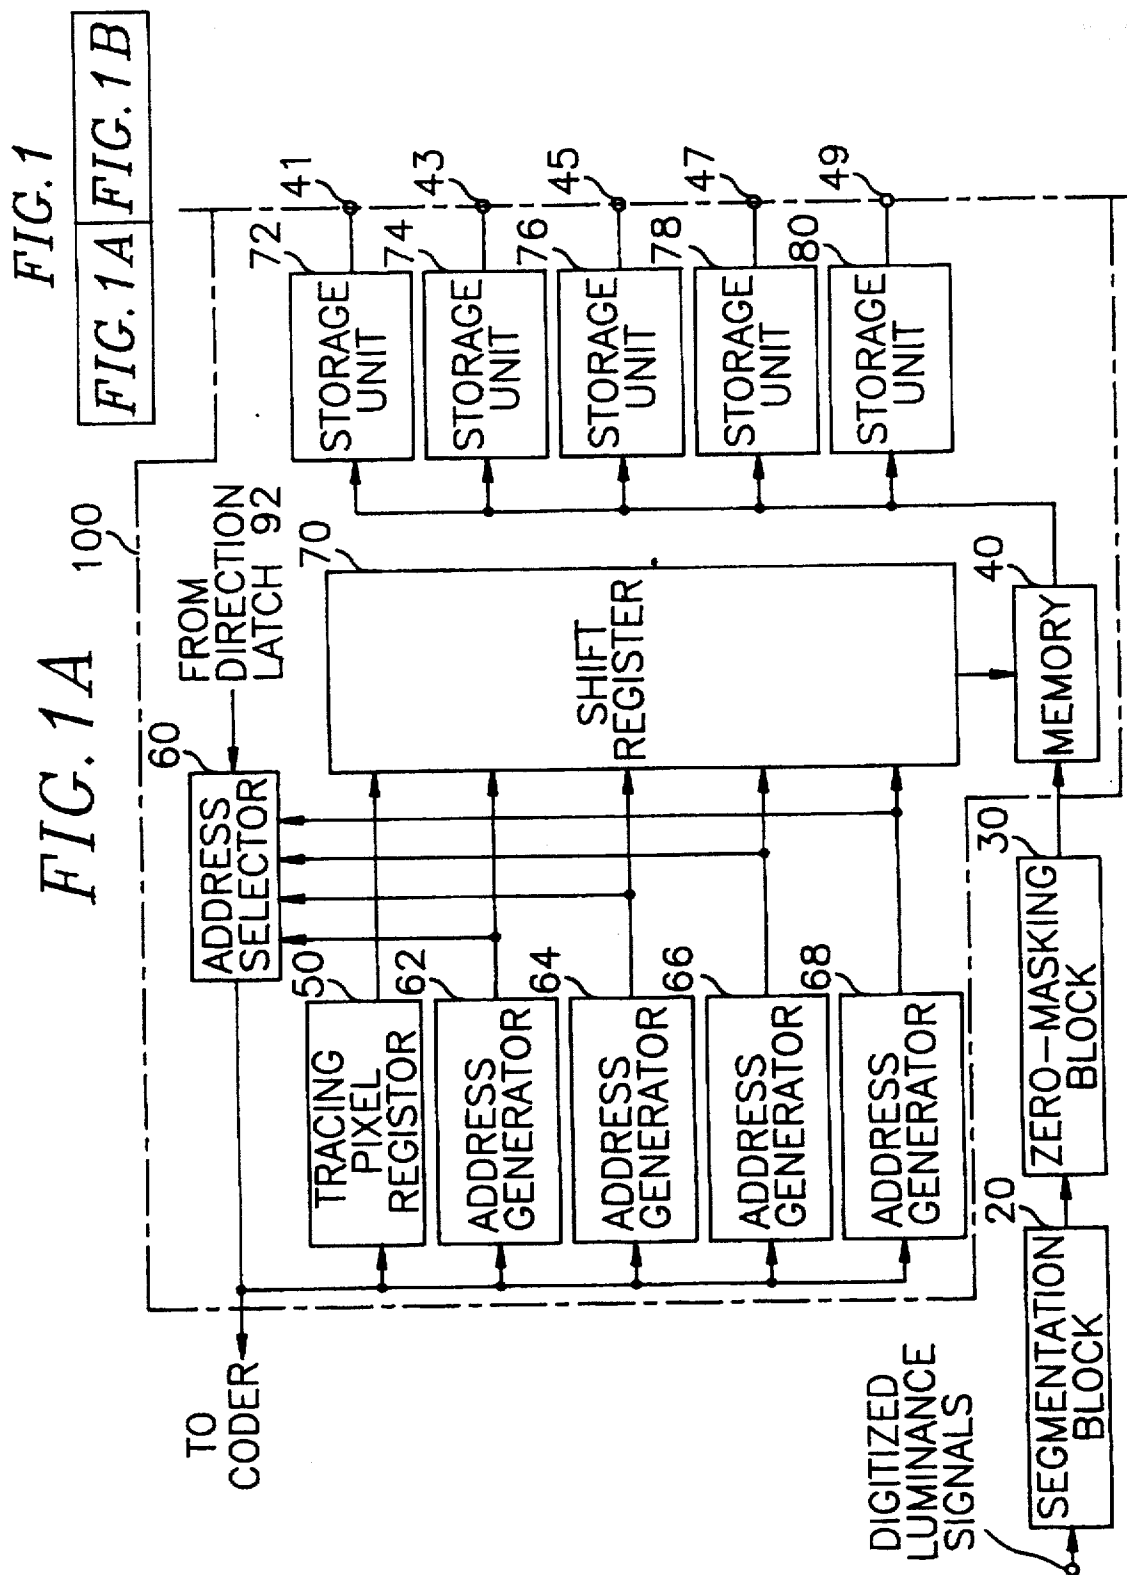 FIG. 1
FIG. 1A
FIG. 1B
FIG. 1A
100
FROM
DIRECTION
LATCH 92
60
ADDRESS
SELECTOR
TO
CODER
50
TRACING
PIXEL
REGISTOR
62
ADDRESS
GENERATOR
64
ADDRESS
GENERATOR
66
ADDRESS
GENERATOR
68
ADDRESS
GENERATOR
70
SHIFT
REGISTER
72
STORAGE
UNIT
41
74
STORAGE
UNIT
43
76
STORAGE
UNIT
45
78
STORAGE
UNIT
47
80
STORAGE
UNIT
49
DIGITIZED
LUMINANCE
SIGNALS
20
SEGMENTATION
BLOCK
30
ZERO-MASKING
BLOCK
40
MEMORY